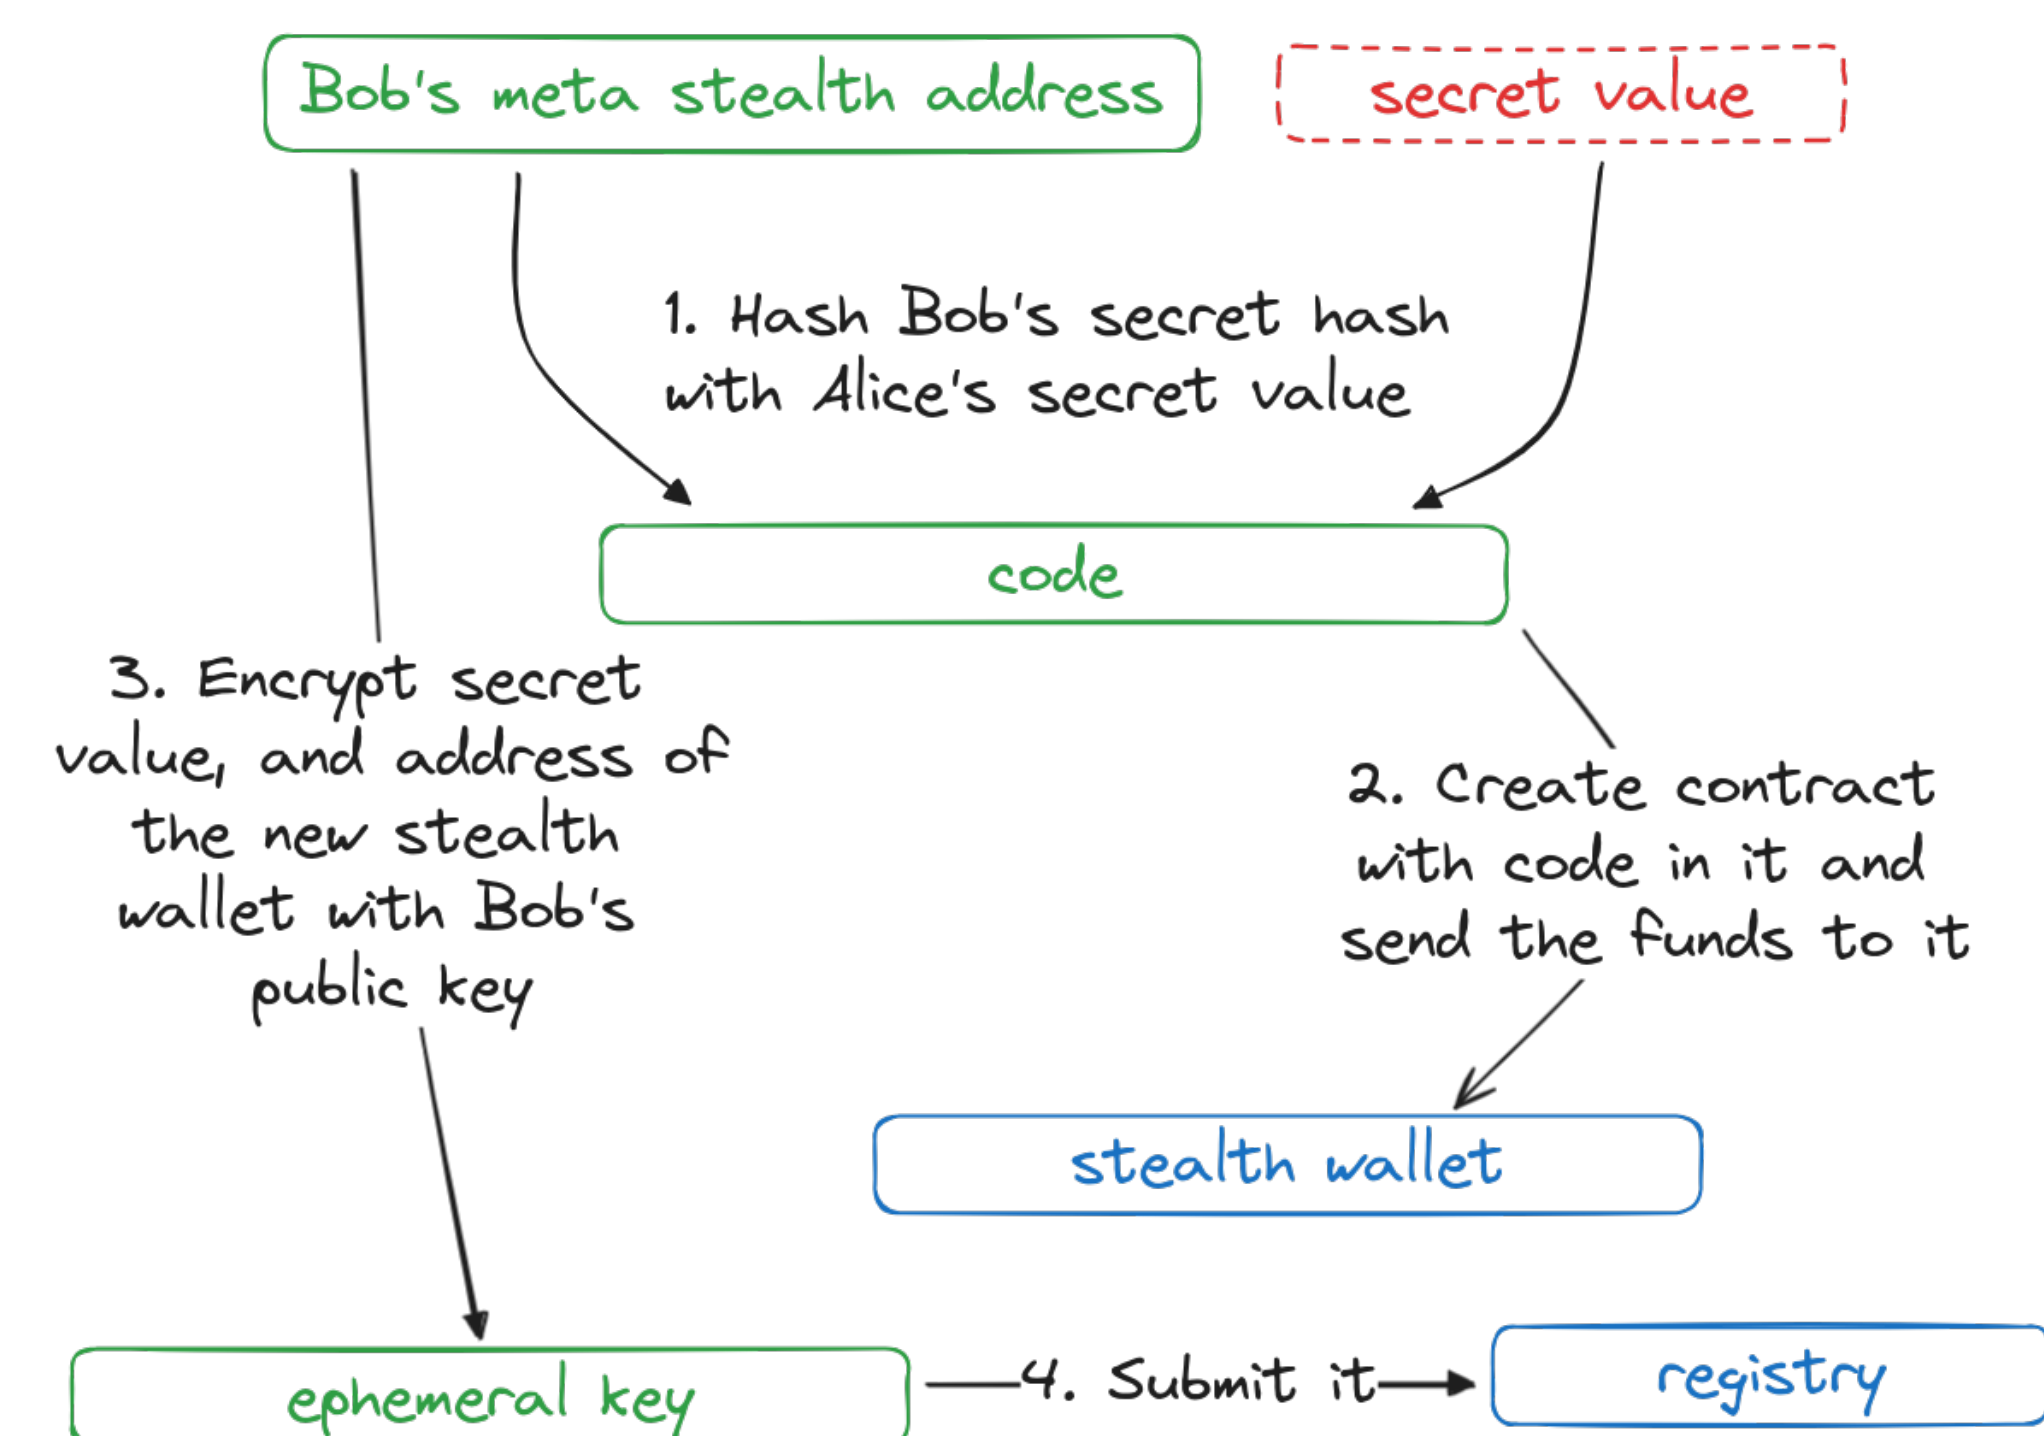 Bob's meta stealth address
secret value
1. Hash Bob's secret hash
with Alice's secret value
code
3. Encrypt secret
value, and address of
the new stealth
wallet with Bob's
public key
2. Create contract
with code in it and
send the funds to it
stealth wallet
ephemeral key
4. Submit it
registry